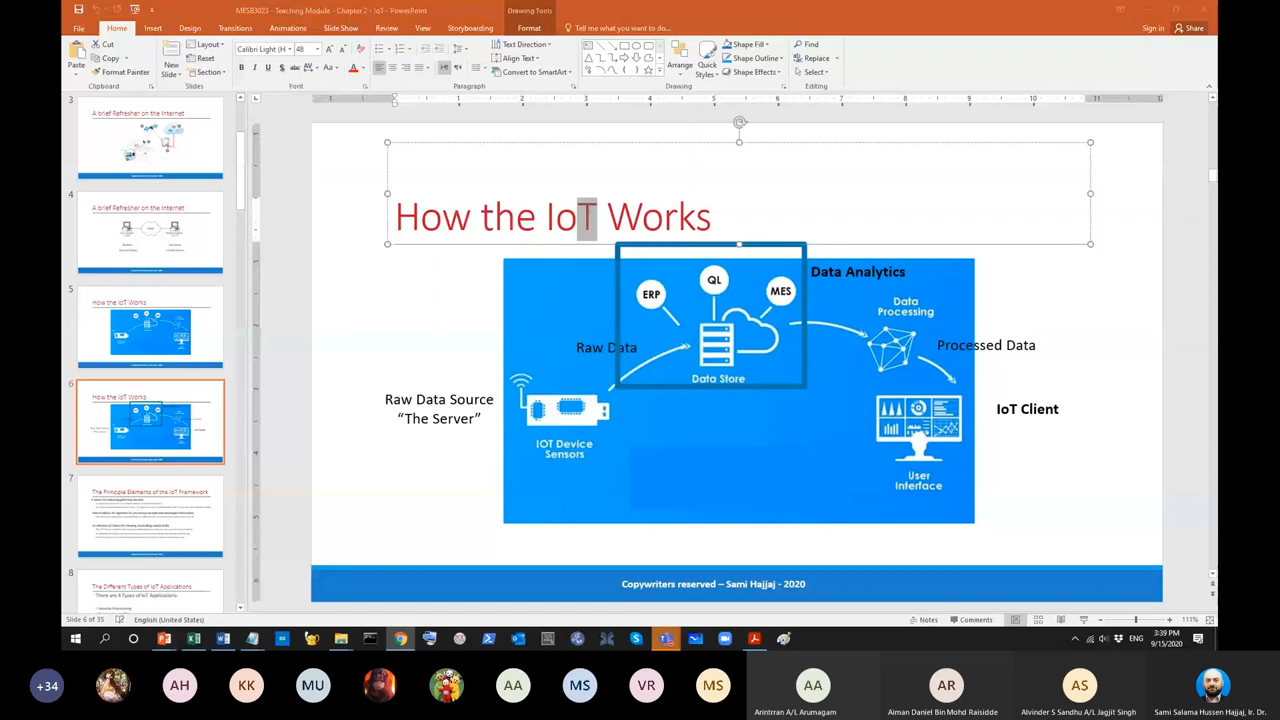 MFSB3023 - Teaching Module - Chapter 2 - IoT - PowerPoint
Drawing Tools
File
Home
Insert
Design
Transitions
Animations
Slide Show
Review
View
Storyboarding
Format
Tell me what you want to do...
Sign in
Share
Paste
Cut
Copy
Format Painter
Clipboard
New
Slide
Layout
Reset
Section
Slides
Calibri Light (H
48
Font
Text Direction
Align Text
Convert to SmartArt
Paragraph
Arrange
Quick
Styles
Shape Fill
Shape Outline
Shape Effects
Drawing
Find
Replace
Select
Editing
3
A brief Refresher on the Internet
4
A brief Refresher on the Internet
5
How the IoT Works
6
How the IoT Works
7
The Principle Elements of the IoT Framework
8
The Different Types of IoT Applications
There are 4 Types of IoT Applications:
How the IoT Works
Data Analytics
ERP
QL
MES
Data
Processing
Raw Data
Processed Data
Data Store
Raw Data Source
"The Server"
IoT Client
IOT Device
Sensors
User
Interface
Copywriters reserved – Sami Hajjaj - 2020
Slide 6 of 35
English (United States)
Notes
Comments
111%
ENG
3:39 PM
9/15/2020
+34
AH
KK
MU
AA
MS
VR
MS
AA
Arintrran A/L Arumagam
AR
Aiman Daniel Bin Mohd Raisidde
AS
Alvinder S Sandhu A/L Jagjit Singh
Sami Salama Hussen Hajjaj, Ir. Dr.